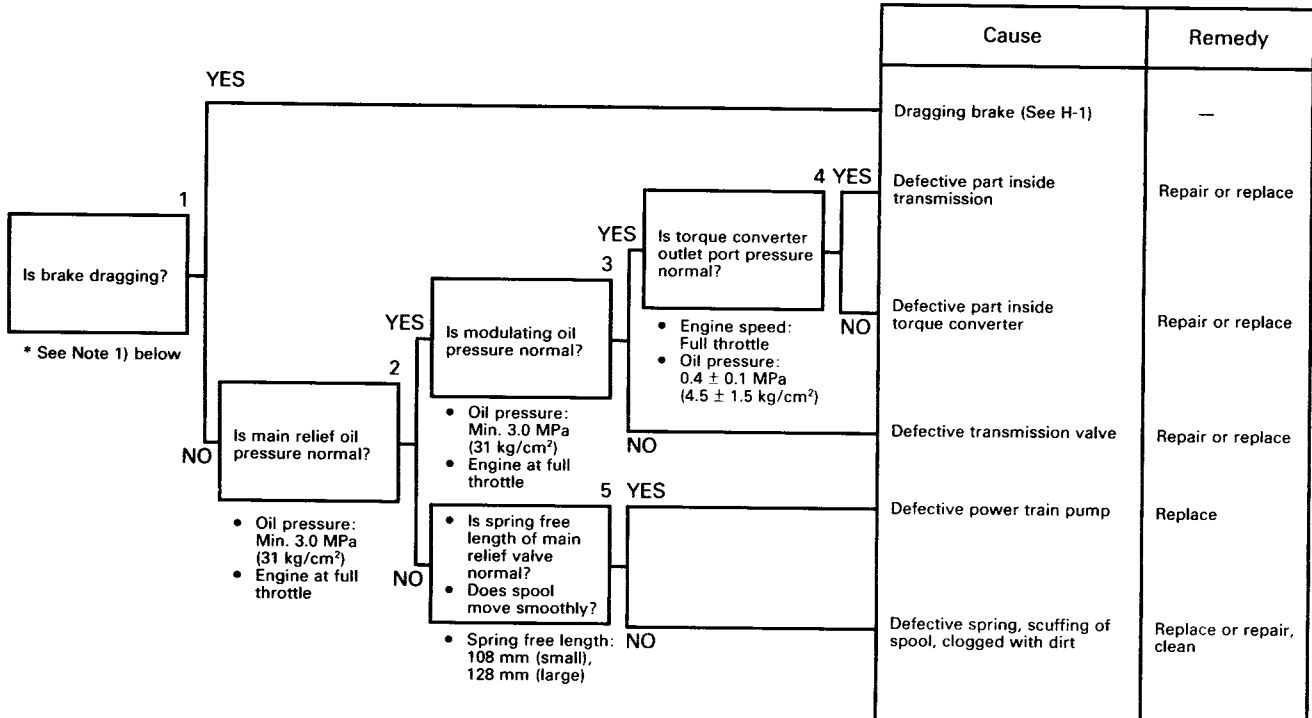 Cause
Remedy
YES
Dragging brake (See H-1)
—
1
Is brake dragging?
* See Note 1) below
NO
2
Is main relief oil
pressure normal?
• Oil pressure:
Min. 3.0 MPa
(31 kg/cm²)
• Engine at full
throttle
YES
3
Is modulating oil
pressure normal?
• Oil pressure:
Min. 3.0 MPa
(31 kg/cm²)
• Engine at full
throttle
YES
4
Is torque converter
outlet port pressure
normal?
• Engine speed:
Full throttle
• Oil pressure:
0.4 ± 0.1 MPa
(4.5 ± 1.5 kg/cm²)
YES
Defective part inside
transmission
Repair or replace
NO
Defective part inside
torque converter
Repair or replace
NO
Defective transmission valve
Repair or replace
NO
5
• Is spring free
length of main
relief valve
normal?
• Does spool
move smoothly?
• Spring free length:
108 mm (small),
128 mm (large)
YES
Defective power train pump
Replace
NO
Defective spring, scuffing of
spool, clogged with dirt
Replace or repair,
clean